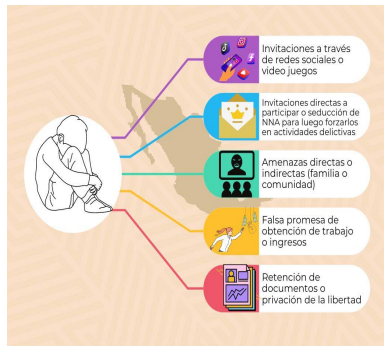 Invitaciones a través
de redes sociales o
video juegos
Invitaciones directas a
participar o seducción de
NNA para luego forzarlos
en actividades delictivas
Amenazas directas o
indirectas (familia o
comunidad)
Falsa promesa de
obtención de trabajo
o ingresos
Retención de
documentos o
privación de la libertad